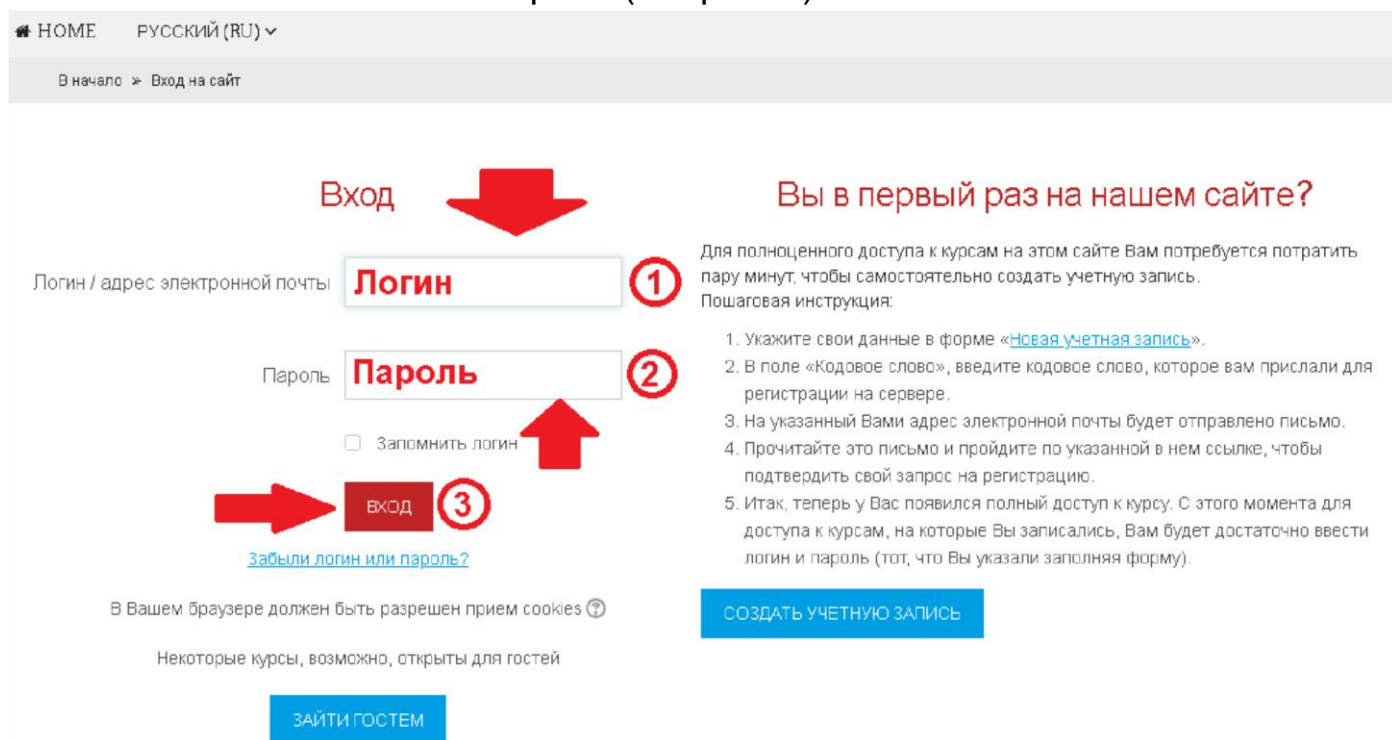 HOME РУССКИЙ (RU)
В начало » Вход на сайт
Вход
Логин / адрес электронной почты Логин 1
Пароль Пароль 2
Запомнить логин
ВХОД 3
Забыли логин или пароль?
В Вашем браузере должен быть разрешен прием cookies ?
Некоторые курсы, возможно, открыты для гостей
ЗАЙТИ ГОСТЕМ
Вы в первый раз на нашем сайте?
Для полноценного доступа к курсам на этом сайте Вам потребуется потратить
пару минут, чтобы самостоятельно создать учетную запись.
Пошаговая инструкция:
1. Укажите свои данные в форме «Новая учетная запись».
2. В поле «Кодовое слово», введите кодовое слово, которое вам прислали для
регистрации на сервере.
3. На указанный Вами адрес электронной почты будет отправлено письмо.
4. Прочитайте это письмо и пройдите по указанной в нем ссылке, чтобы
подтвердить свой запрос на регистрацию.
5. Итак, теперь у Вас появился полный доступ к курсу. С этого момента для
доступа к курсам, на которые Вы записались, Вам будет достаточно ввести
логин и пароль (тот, что Вы указали заполняя форму).
СОЗДАТЬ УЧЕТНУЮ ЗАПИСЬ